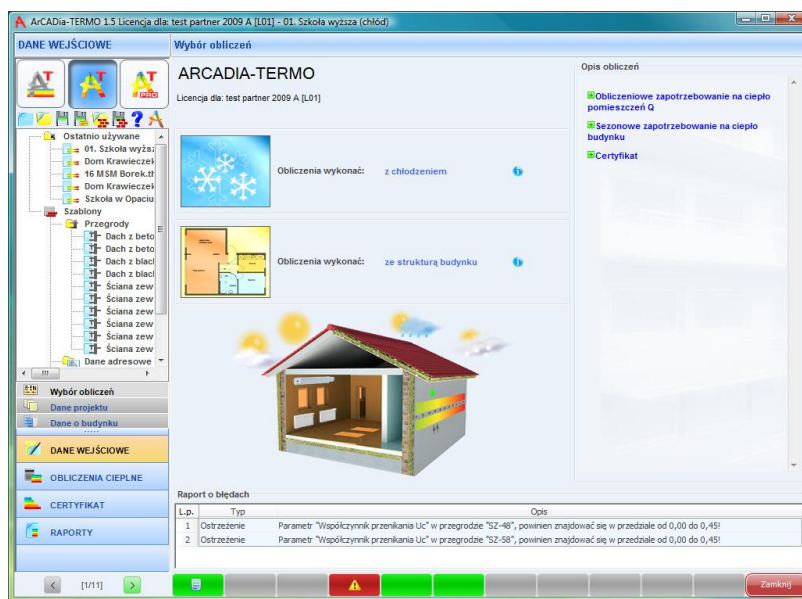 ArCADia-TERMO 1.5 Licencja dla: test partner 2009 A [L01] - 01. Szkoła wyższa (chłód)
DANE WEJŚCIOWE
Wybór obliczeń
ARCADIA-TERMO
Licencja dla: test partner 2009 A [L01]
Opis obliczeń
Obliczeniowe zapotrzebowanie na ciepło
pomieszczeń Q
Sezonowe zapotrzebowanie na ciepło
budynku
Certyfikat
PRO
Ostatnio używane
01. Szkoła wyższ
Dom Krawieczek
16 MSM Borek.th
Dom Krawieczek
Szkoła w Opaciu
Szablony
Przegrody
Dach z beto
Dach z beto
Dach z blach
Dach z blach
Ściana zew
Ściana zew
Ściana zew
Ściana zew
Ściana zew
Dane adresowe
Obliczenia wykonać: z chłodzeniem
Obliczenia wykonać: ze strukturą budynku
Wybór obliczeń
Dane projektu
Dane o budynku
DANE WEJŚCIOWE
OBLICZENIA CIEPLNE
CERTYFIKAT
RAPORTY
Raport o błędach
L.p. Typ Opis
1 Ostrzeżenie Parametr "Współczynnik przenikania Uc" w przegrodzie "SZ-48", powinien znajdować się w przedziale od 0,00 do 0,45!
2 Ostrzeżenie Parametr "Współczynnik przenikania Uc" w przegrodzie "SZ-58", powinien znajdować się w przedziale od 0,00 do 0,45!
< [1/11] >
Zamknij